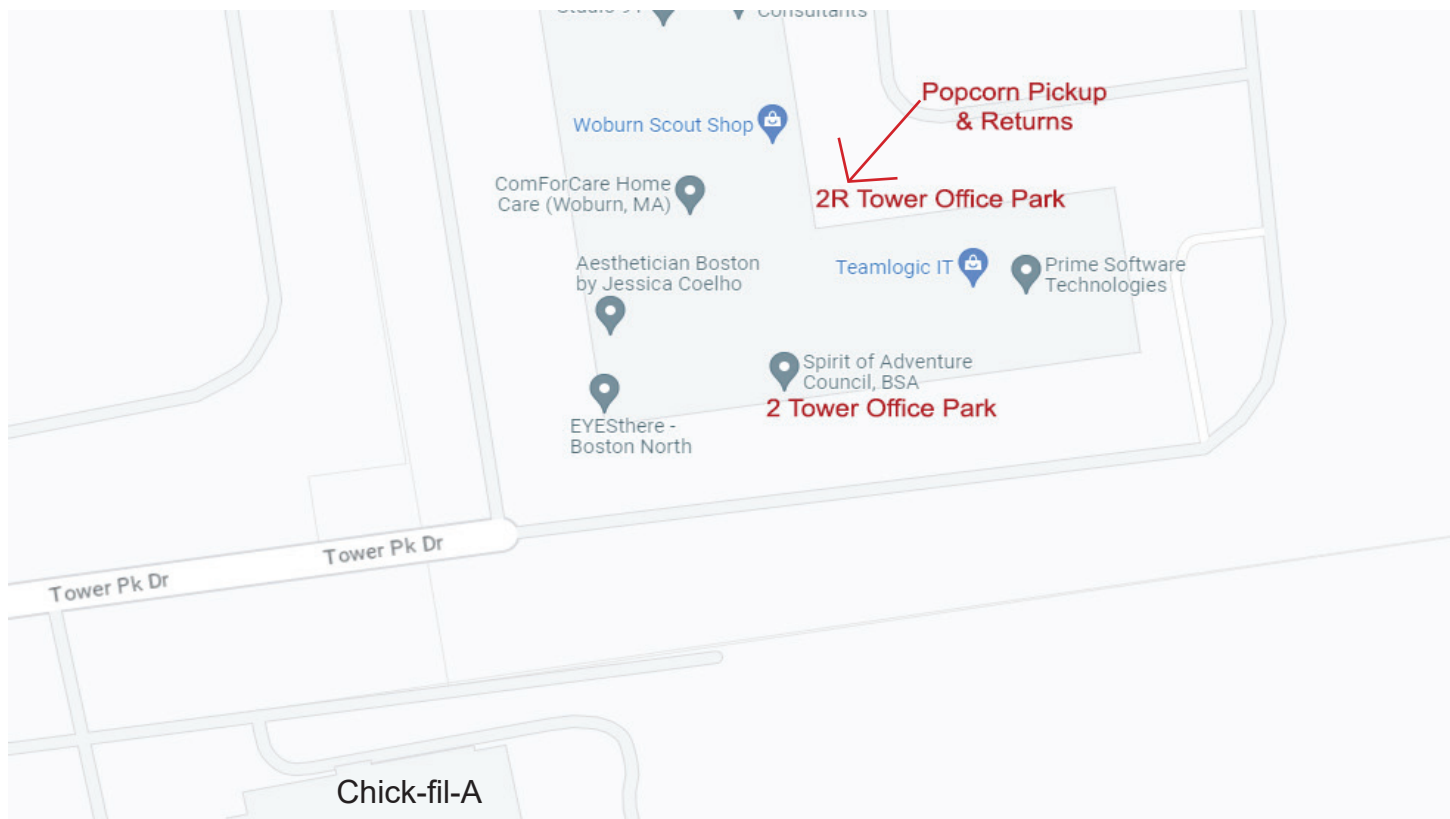 Consultants
Popcorn Pickup
& Returns
Woburn Scout Shop
ComForCare Home
Care (Woburn, MA)
2R Tower Office Park
Aesthetician Boston
by Jessica Coelho
Teamlogic IT
Prime Software
Technologies
Spirit of Adventure
Council, BSA
2 Tower Office Park
EYESthere -
Boston North
Tower Pk Dr
Tower Pk Dr
Chick-fil-A